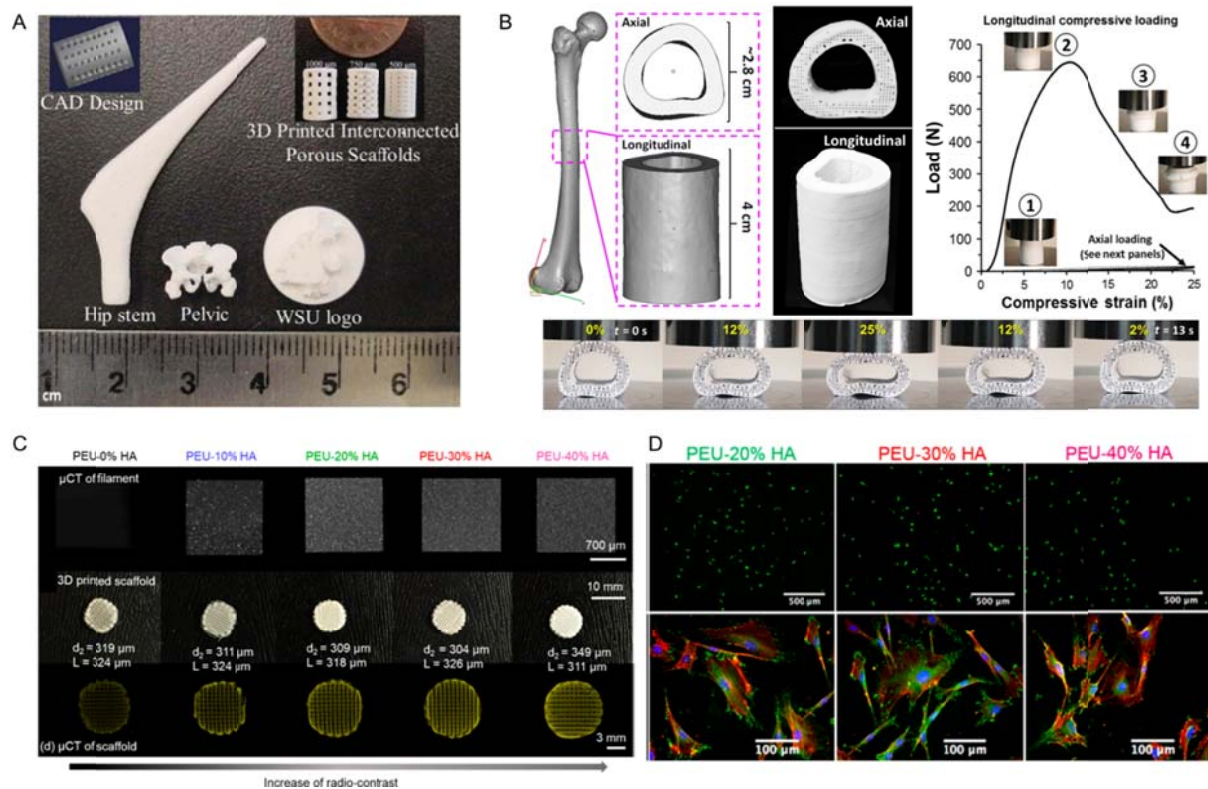 A
CAD Design
1000 µm 750 µm 500 µm
3D Printed Interconnected
Porous Scaffolds
Hip stem
Pelvic
WSU logo
1 2 3 4 5 6
cm
B
Axial
~2.8 cm
Longitudinal
4 cm
Axial
Longitudinal
Longitudinal compressive loading
Load (N)
700
600
500
400
300
200
100
0
1
2
3
4
Axial loading
(See next panels)
0 5 10 15 20 25
Compressive strain (%)
0% t = 0 s
12%
25%
12%
2% t = 13 s
C
PEU-0% HA PEU-10% HA PEU-20% HA PEU-30% HA PEU-40% HA
µCT of filament
700 µm
3D printed scaffold
10 mm
d₂ = 319 µm d₂ = 311 µm d₂ = 309 µm d₂ = 304 µm d₂ = 349 µm
L = 324 µm L = 324 µm L = 318 µm L = 326 µm L = 311 µm
(d) µCT of scaffold
3 mm
Increase of radio-contrast
D
PEU-20% HA PEU-30% HA PEU-40% HA
500 µm 500 µm 500 µm
100 µm 100 µm 100 µm